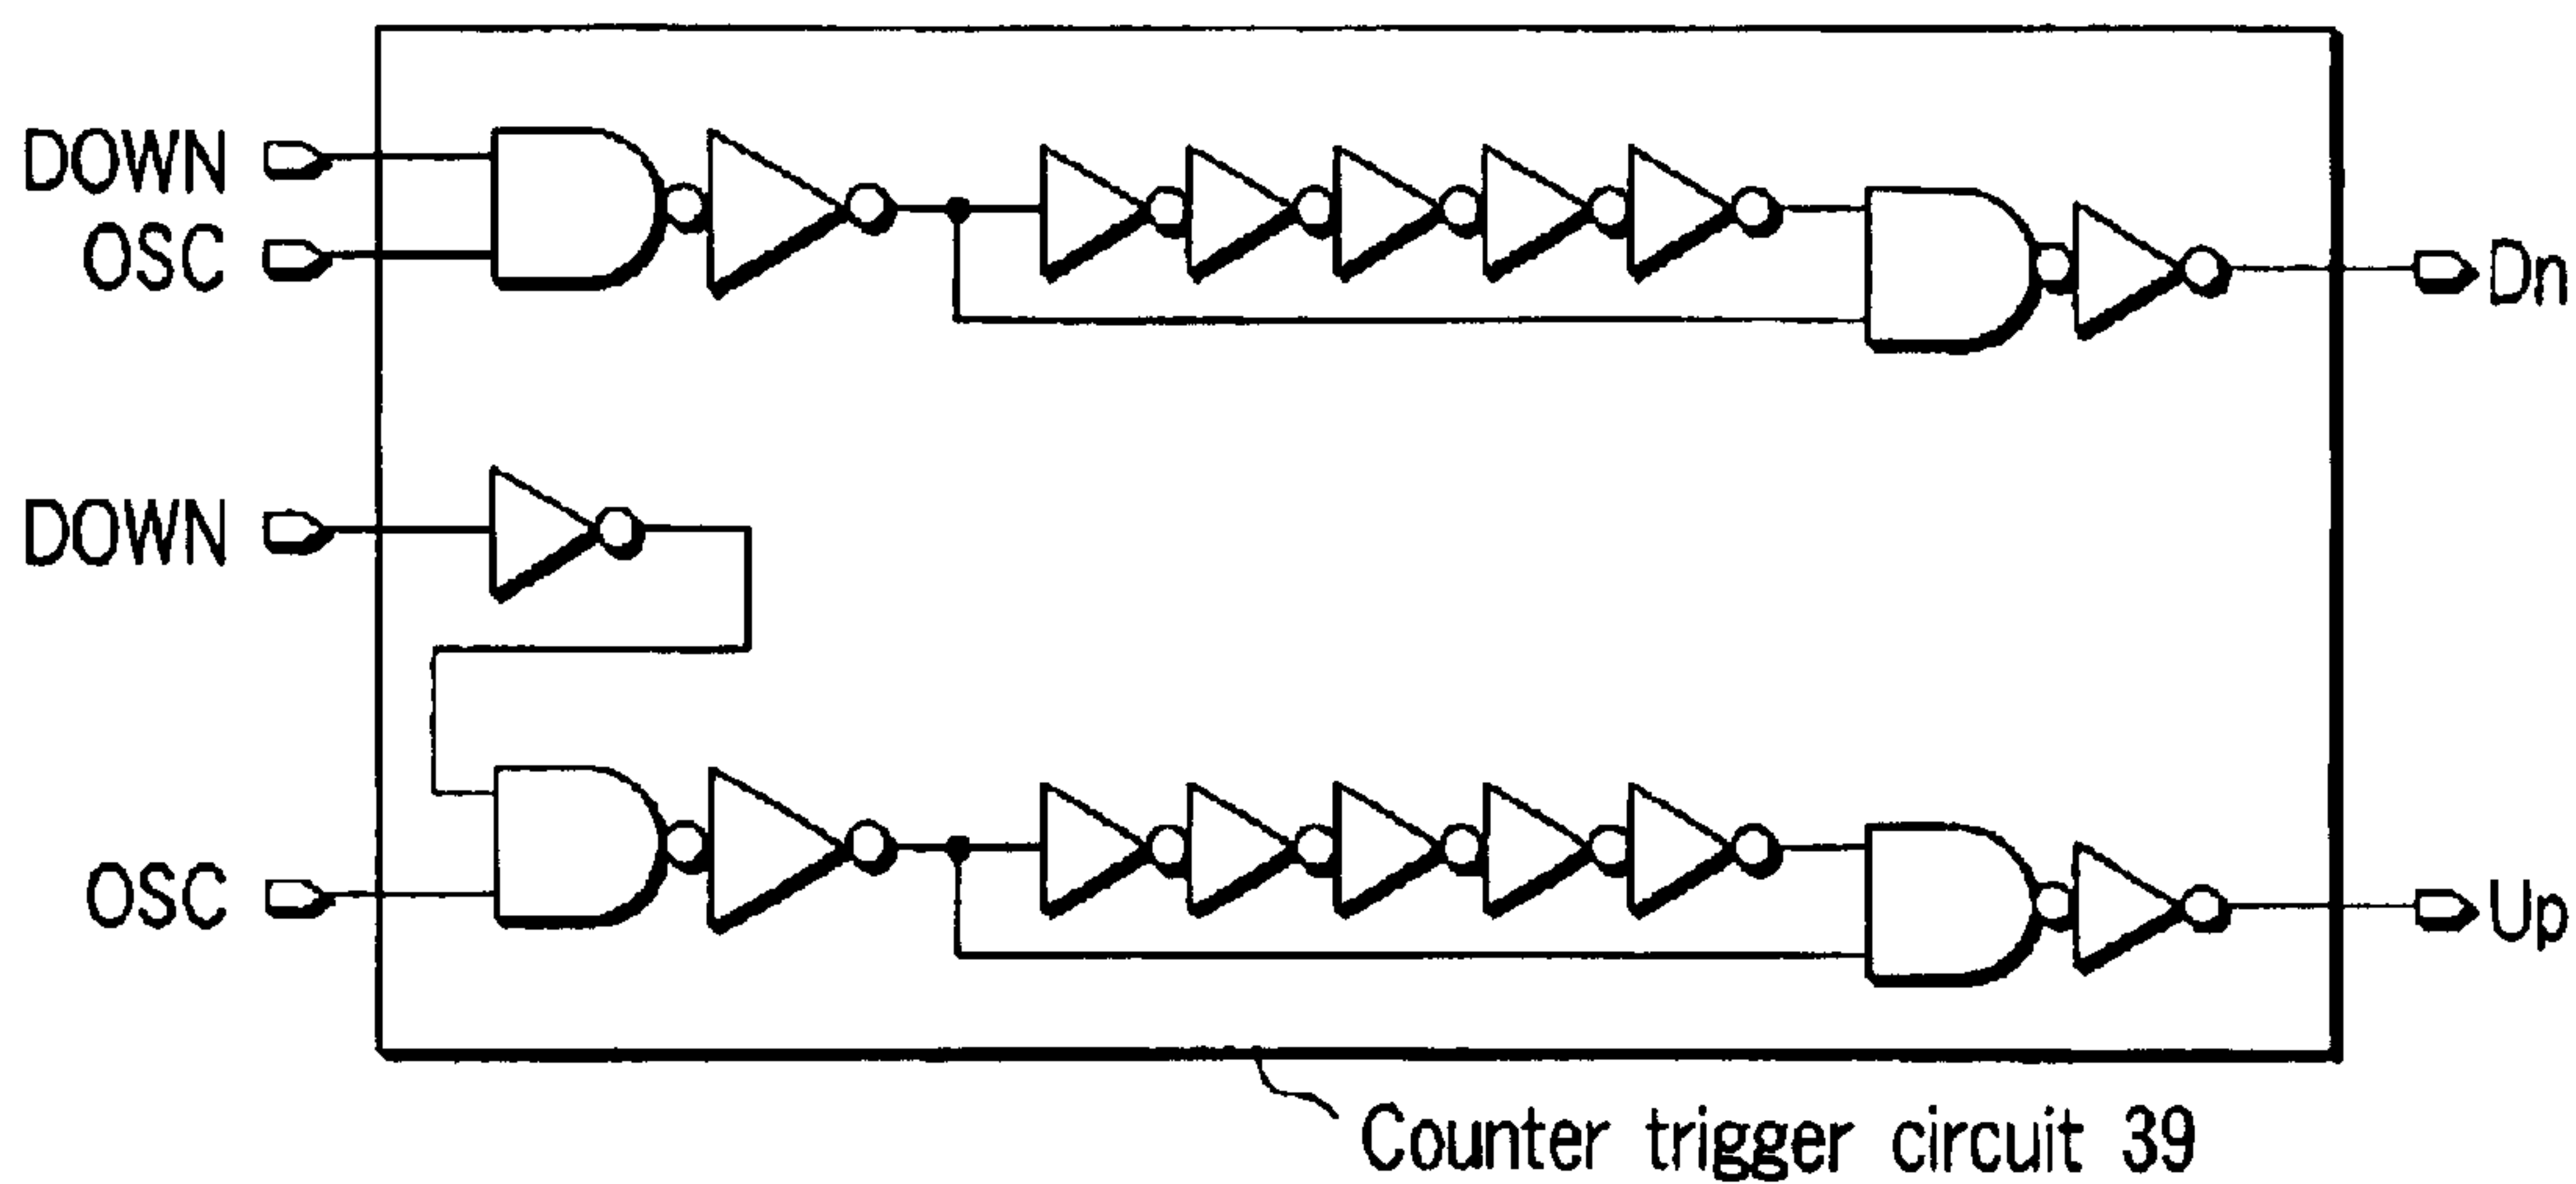 DOWN
OSC
Dn
DOWN
OSC
Up
Counter trigger circuit 39